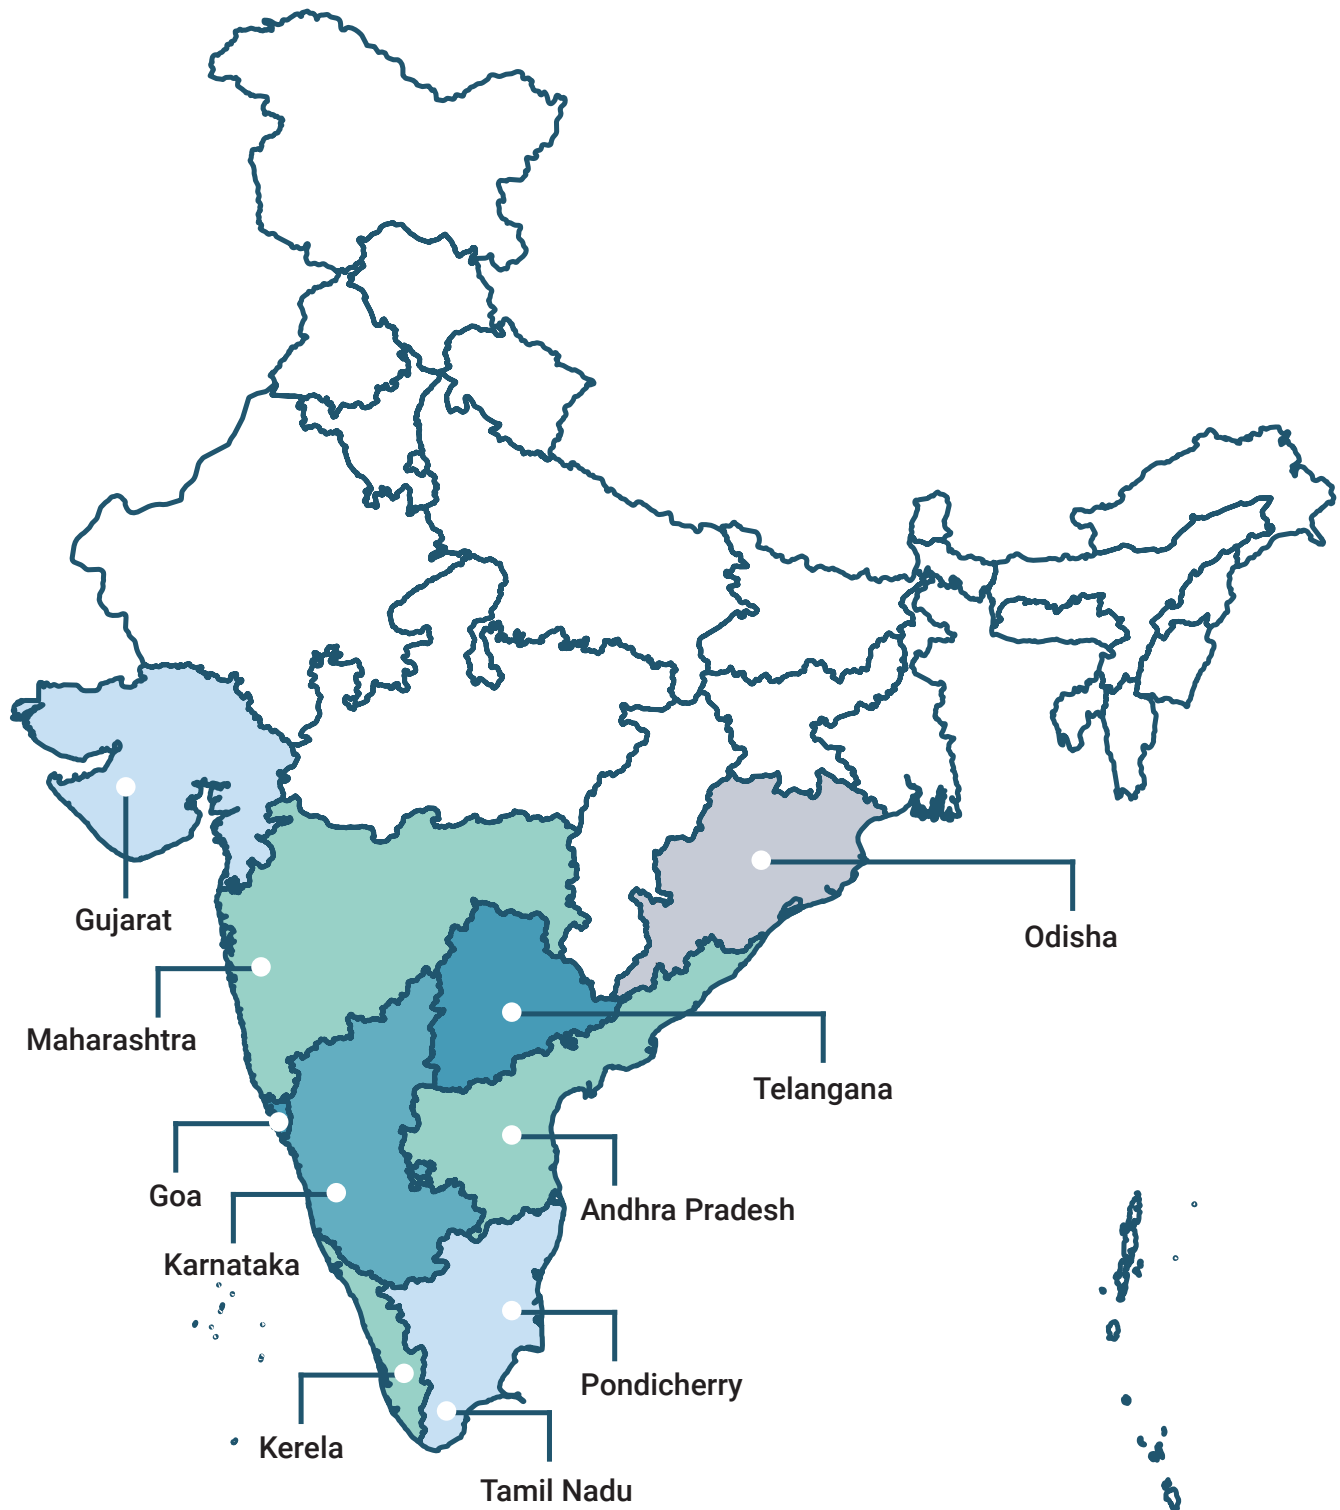 Gujarat
Odisha
Maharashtra
Telangana
Goa
Andhra Pradesh
Karnataka
Pondicherry
Kerela
Tamil Nadu